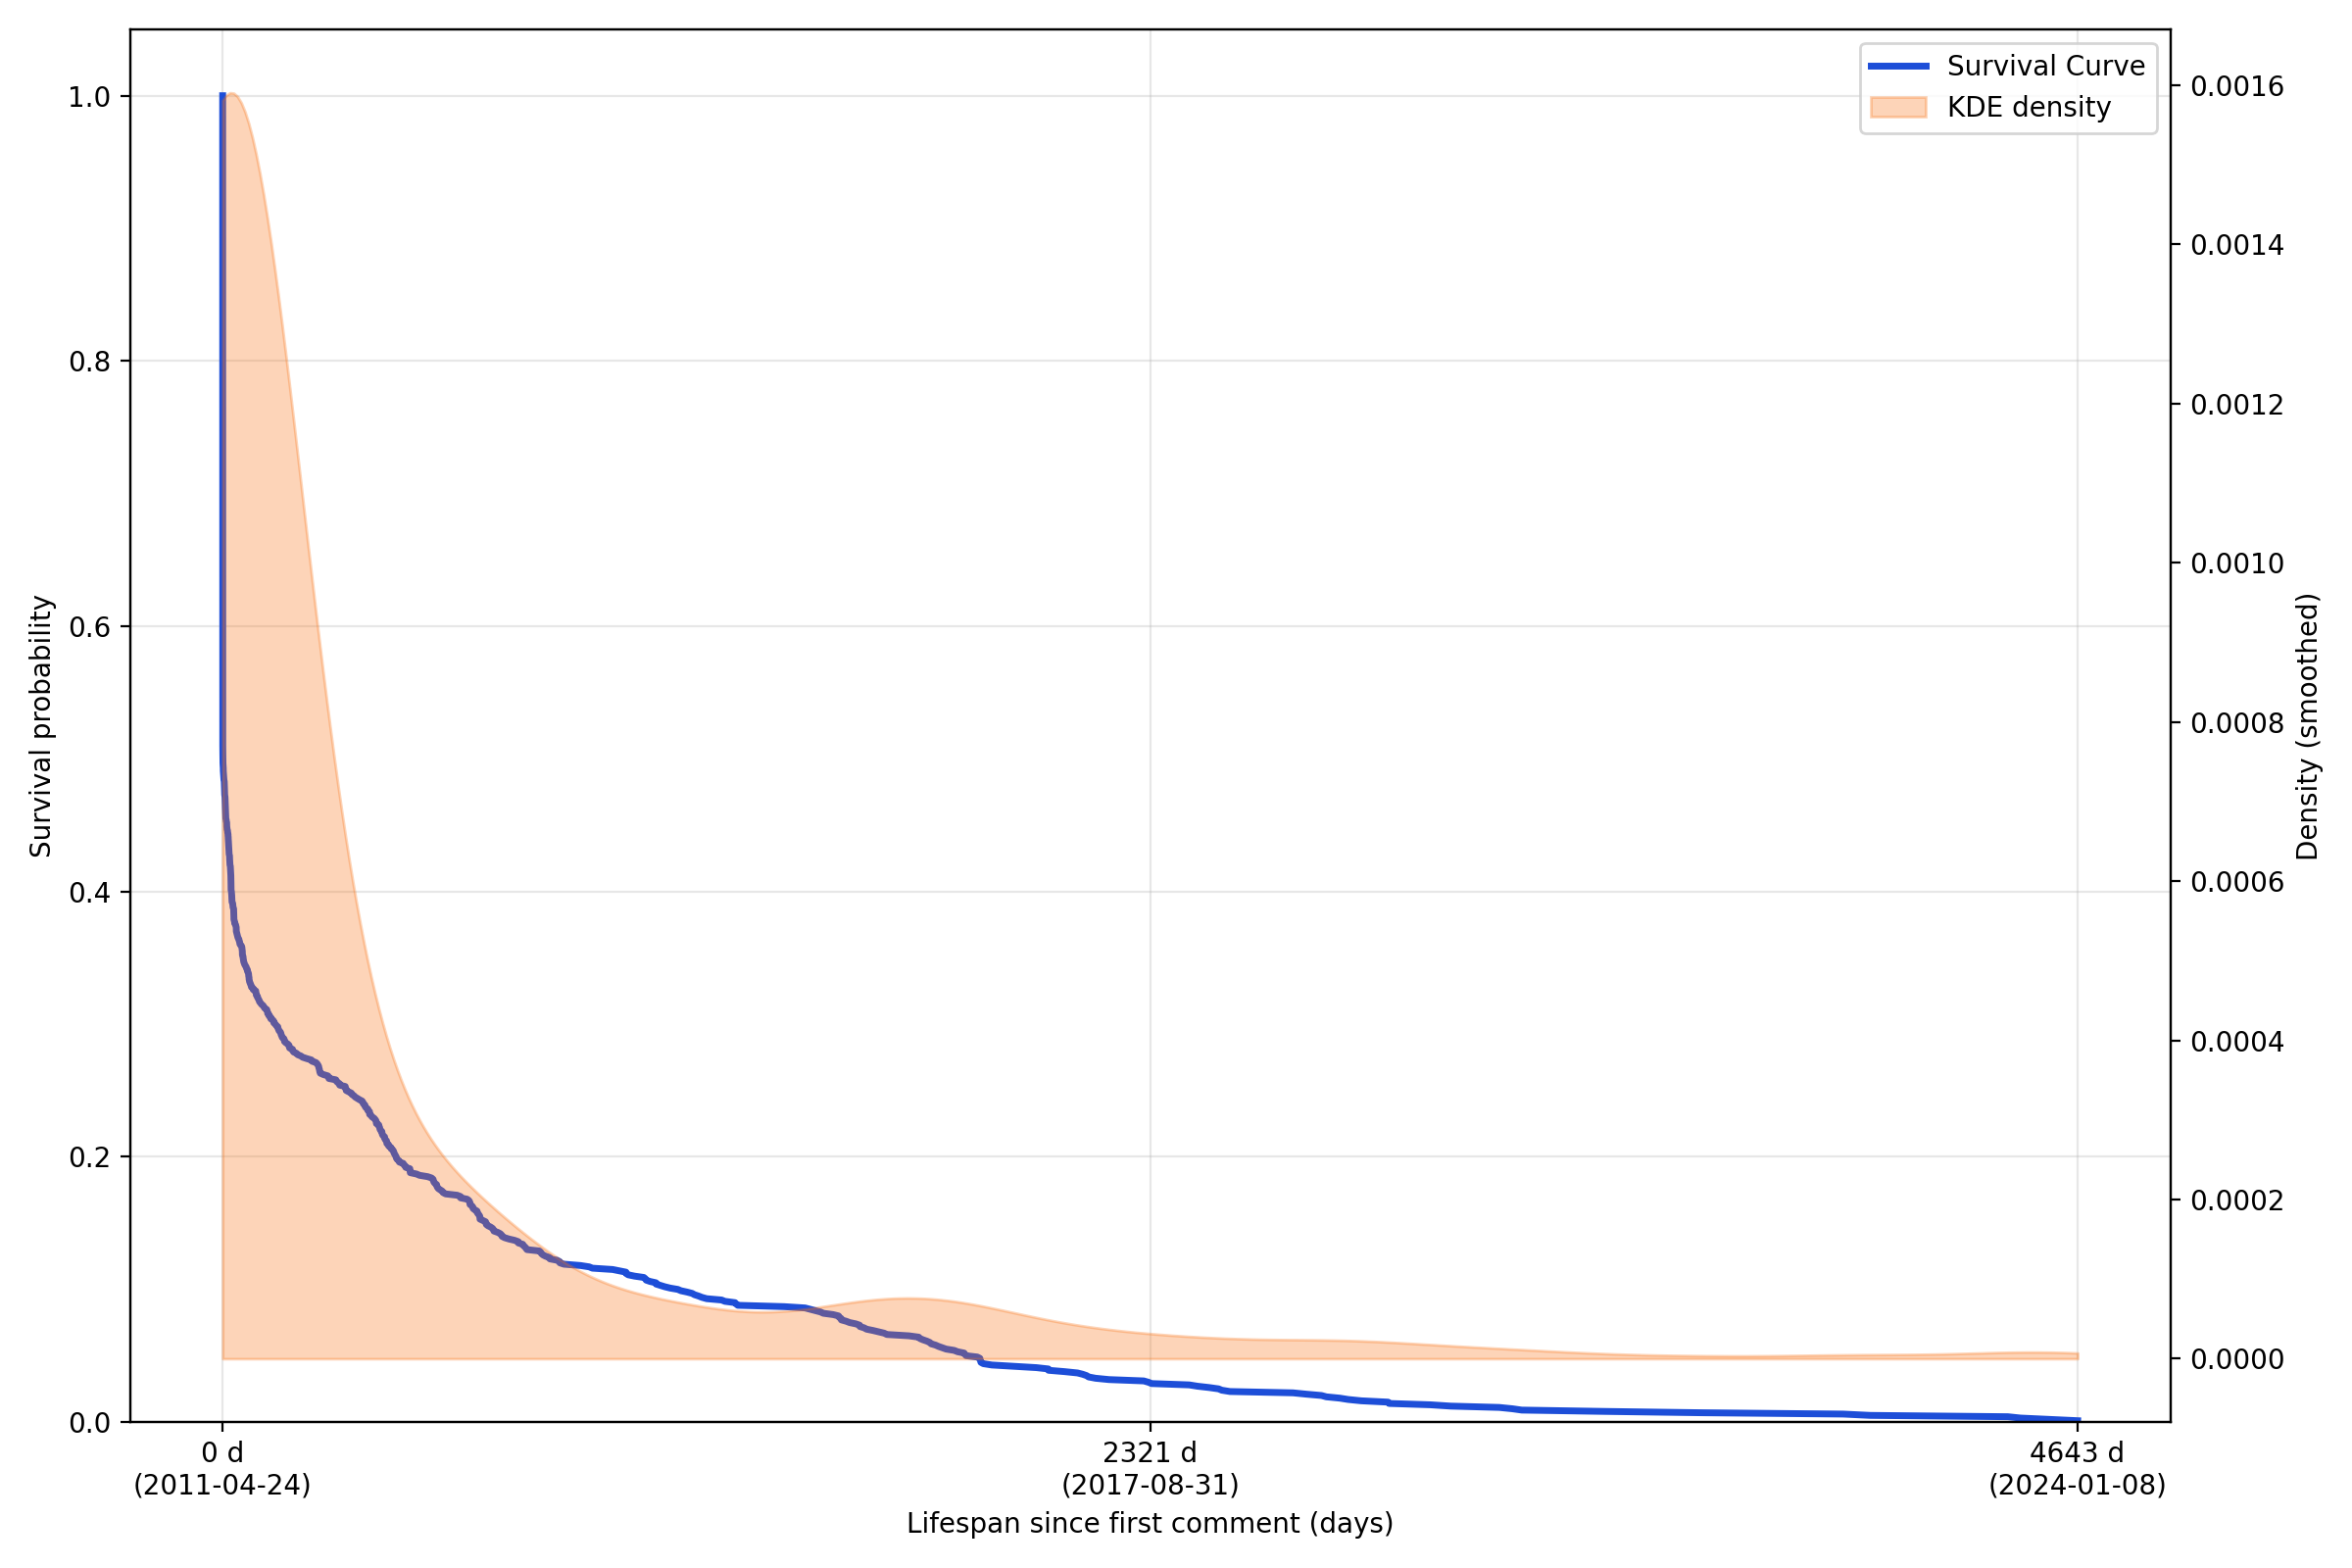 Survival Curve
KDE density
Survival probability
1.0
0.8
0.6
0.4
0.2
0.0
0.0016
0.0014
0.0012
0.0010
0.0008
0.0006
0.0004
0.0002
0.0000
Density (smoothed)
0 d
(2011-04-24)
2321 d
(2017-08-31)
4643 d
(2024-01-08)
Lifespan since first comment (days)